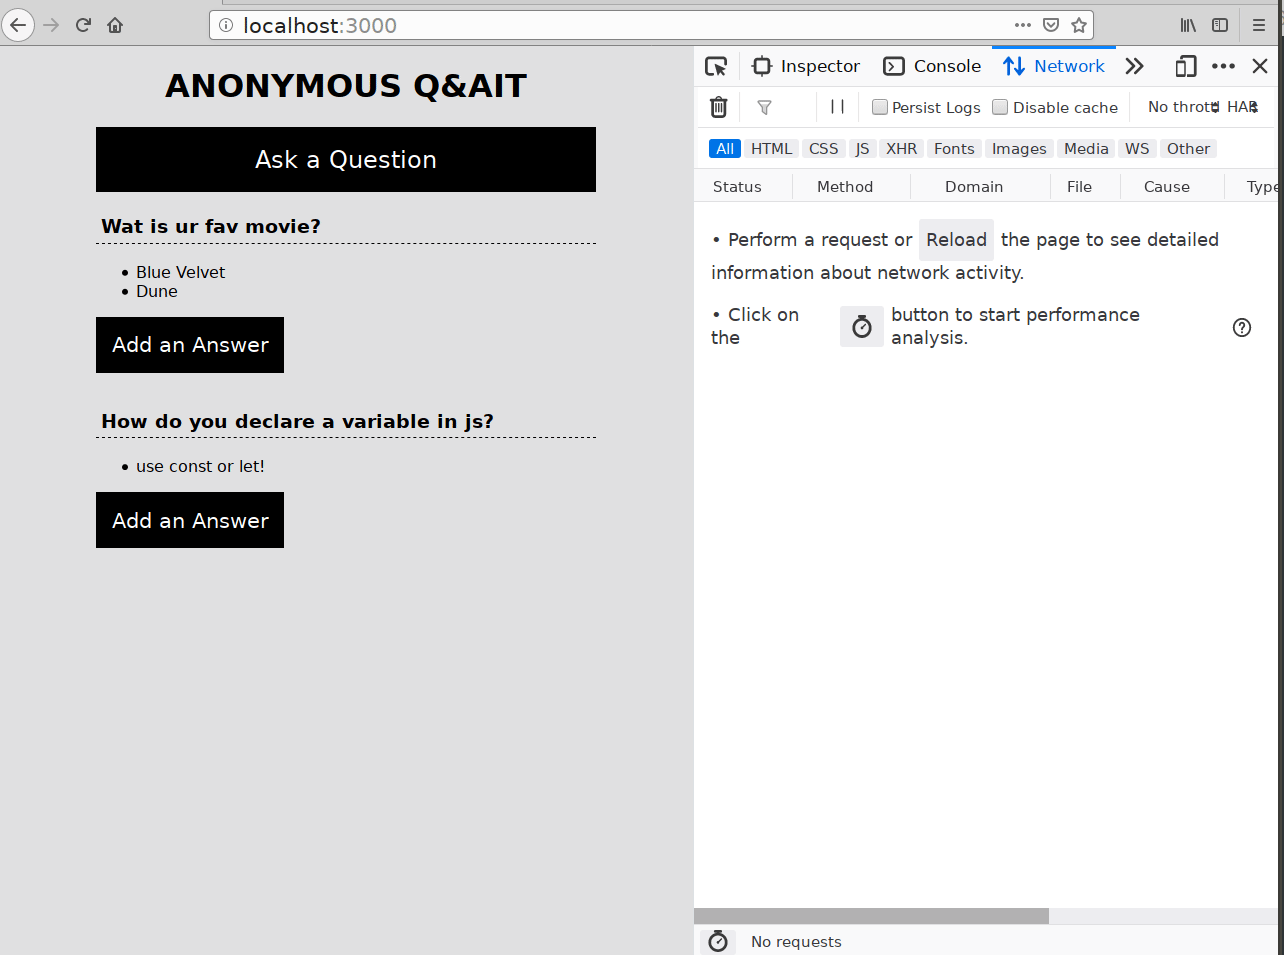 localhost:3000
ANONYMOUS Q&AIT
Ask a Question
Wat is ur fav movie?
• Blue Velvet
• Dune
Add an Answer
How do you declare a variable in js?
• use const or let!
Add an Answer
Inspector Console Network
Persist Logs Disable cache No thrott HAR
All HTML CSS JS XHR Fonts Images Media WS Other
Status Method Domain File Cause Type
• Perform a request or Reload the page to see detailed
information about network activity.
• Click on the button to start performance analysis.
No requests